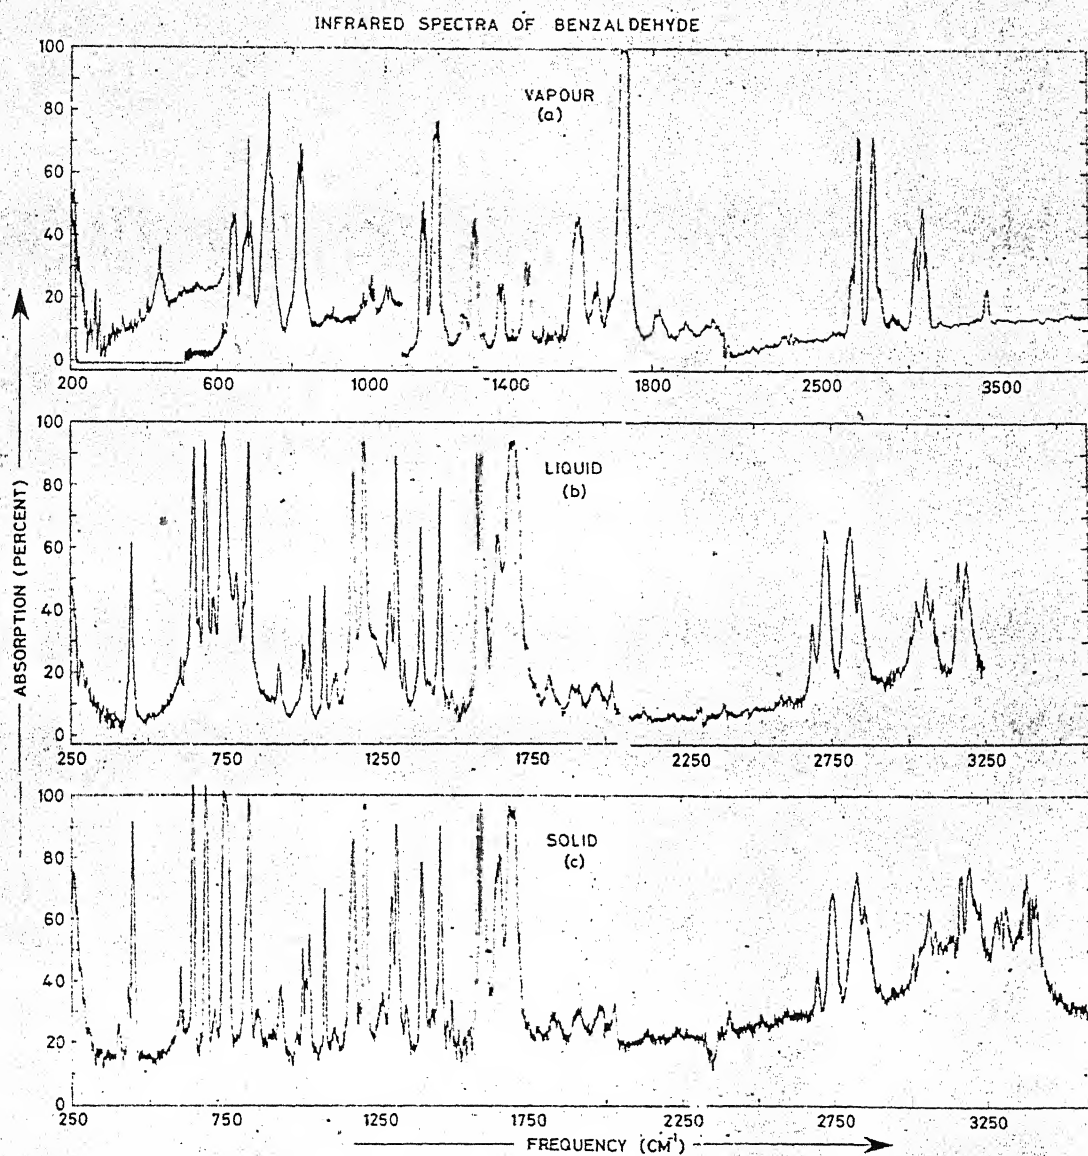 INFRARED SPECTRA OF BENZALDEHYDE
100
80
60
40
20
0
VAPOUR
(a)
200 600 1000 1400 1800 2500 3500
100
80
60
40
20
0
LIQUID
(b)
250 750 1250 1750 2250 2750 3250
100
80
60
40
20
0
SOLID
(c)
250 750 1250 1750 2250 2750 3250
ABSORPTION (PERCENT)
FREQUENCY (CM⁻¹)